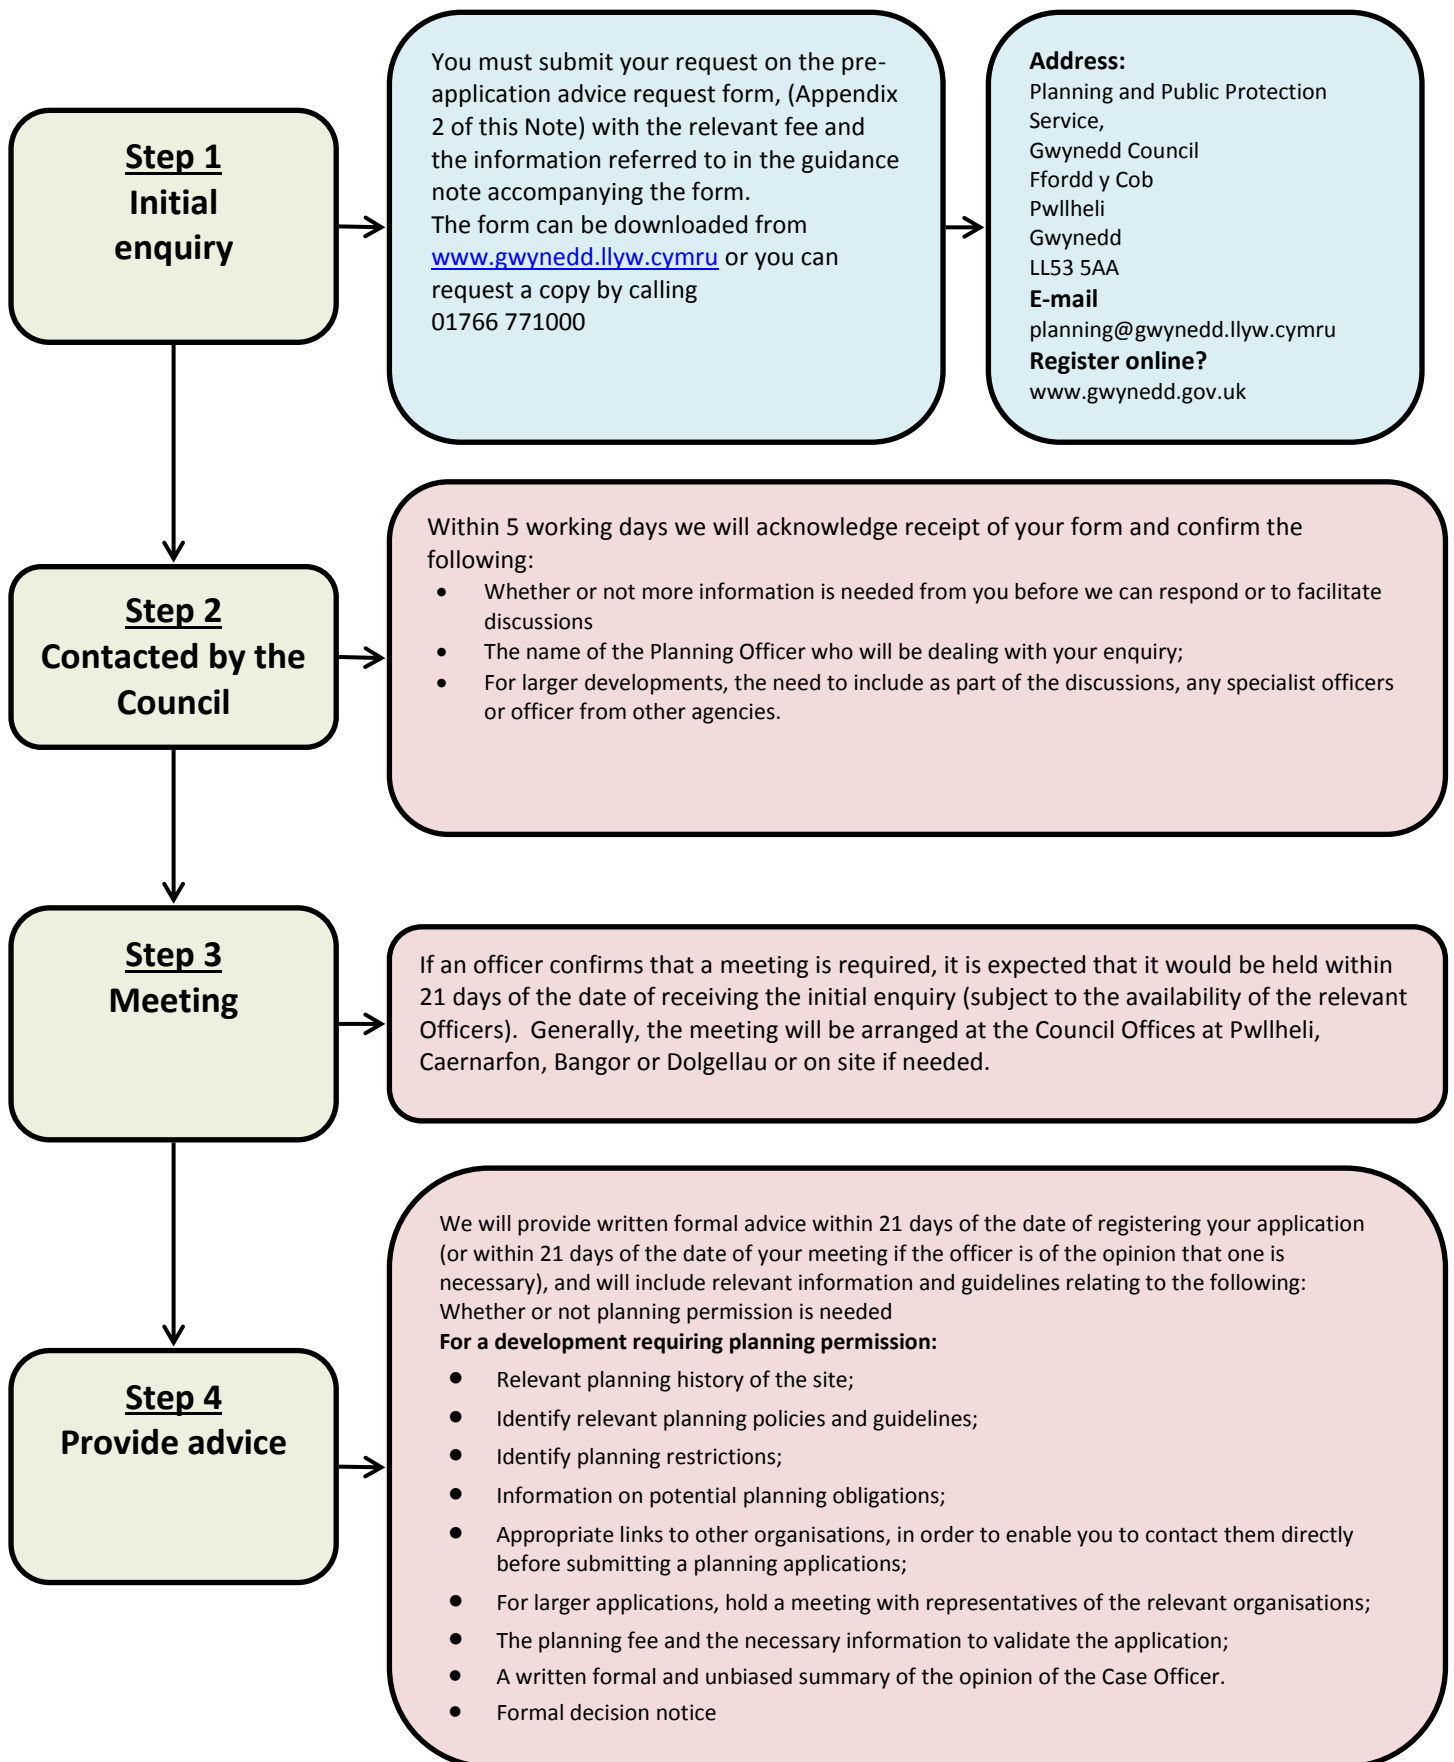 Step 1
Initial
enquiry
You must submit your request on the pre-
application advice request form, (Appendix
2 of this Note) with the relevant fee and
the information referred to in the guidance
note accompanying the form.
The form can be downloaded from
www.gwynedd.llyw.cymru or you can
request a copy by calling
01766 771000
Address:
Planning and Public Protection
Service,
Gwynedd Council
Ffordd y Cob
Pwllheli
Gwynedd
LL53 5AA
E-mail
planning@gwynedd.llyw.cymru
Register online?
www.gwynedd.gov.uk
Step 2
Contacted by the
Council
Within 5 working days we will acknowledge receipt of your form and confirm the
following:
• Whether or not more information is needed from you before we can respond or to facilitate
discussions
• The name of the Planning Officer who will be dealing with your enquiry;
• For larger developments, the need to include as part of the discussions, any specialist officers
or officer from other agencies.
Step 3
Meeting
If an officer confirms that a meeting is required, it is expected that it would be held within
21 days of the date of receiving the initial enquiry (subject to the availability of the relevant
Officers). Generally, the meeting will be arranged at the Council Offices at Pwllheli,
Caernarfon, Bangor or Dolgellau or on site if needed.
Step 4
Provide advice
We will provide written formal advice within 21 days of the date of registering your application
(or within 21 days of the date of your meeting if the officer is of the opinion that one is
necessary), and will include relevant information and guidelines relating to the following:
Whether or not planning permission is needed
For a development requiring planning permission:
• Relevant planning history of the site;
• Identify relevant planning policies and guidelines;
• Identify planning restrictions;
• Information on potential planning obligations;
• Appropriate links to other organisations, in order to enable you to contact them directly
before submitting a planning applications;
• For larger applications, hold a meeting with representatives of the relevant organisations;
• The planning fee and the necessary information to validate the application;
• A written formal and unbiased summary of the opinion of the Case Officer.
• Formal decision notice